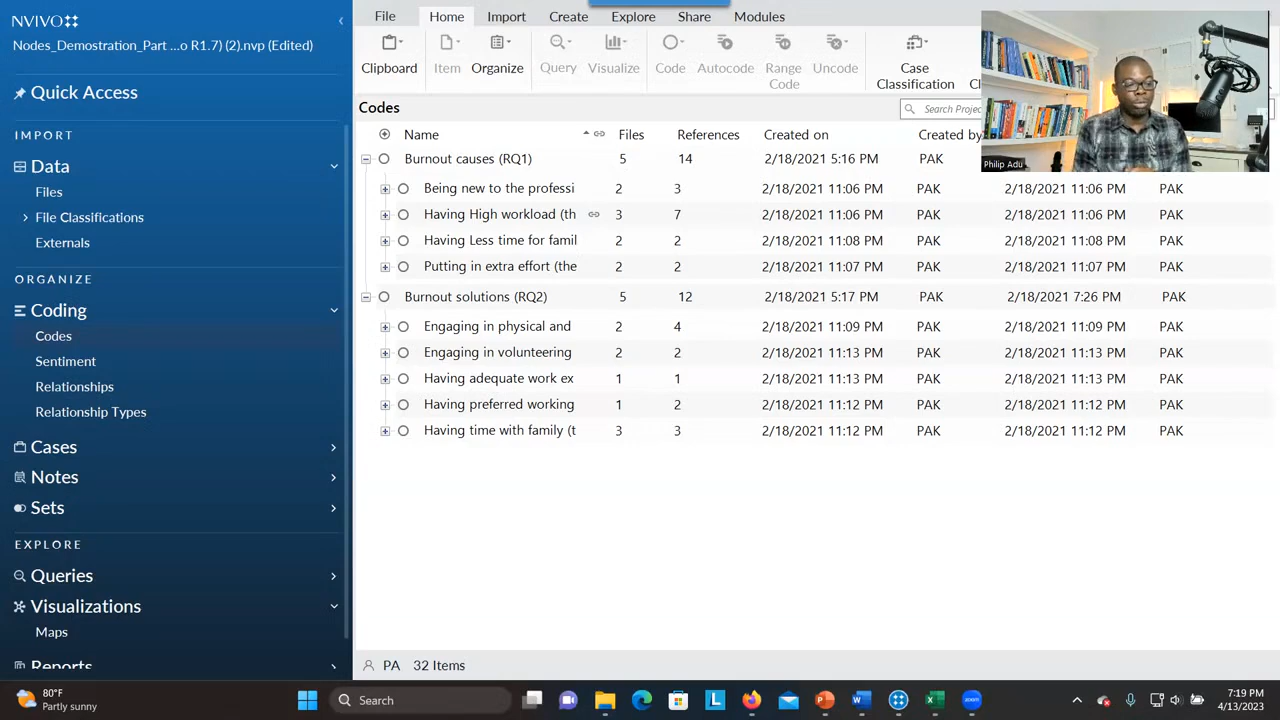 NVIVO
Nodes_Demostration_Part ...o R1.7) (2).nvp (Edited)
Quick Access
IMPORT
Data
Files
File Classifications
Externals
ORGANIZE
Coding
Codes
Sentiment
Relationships
Relationship Types
Cases
Notes
Sets
EXPLORE
Queries
Visualizations
Maps
Reports
File Home Import Create Explore Share Modules
Clipboard Item Organize Query Visualize Code Autocode Range Code Uncode Case Classification
Codes
Search Projec
Name Files References Created on Created by
Burnout causes (RQ1) 5 14 2/18/2021 5:16 PM PAK
Being new to the professi 2 3 2/18/2021 11:06 PM PAK 2/18/2021 11:06 PM PAK
Having High workload (th 3 7 2/18/2021 11:06 PM PAK 2/18/2021 11:06 PM PAK
Having Less time for famil 2 2 2/18/2021 11:08 PM PAK 2/18/2021 11:08 PM PAK
Putting in extra effort (the 2 2 2/18/2021 11:07 PM PAK 2/18/2021 11:07 PM PAK
Burnout solutions (RQ2) 5 12 2/18/2021 5:17 PM PAK 2/18/2021 7:26 PM PAK
Engaging in physical and 2 4 2/18/2021 11:09 PM PAK 2/18/2021 11:09 PM PAK
Engaging in volunteering 2 2 2/18/2021 11:13 PM PAK 2/18/2021 11:13 PM PAK
Having adequate work ex 1 1 2/18/2021 11:13 PM PAK 2/18/2021 11:13 PM PAK
Having preferred working 1 2 2/18/2021 11:12 PM PAK 2/18/2021 11:12 PM PAK
Having time with family (t 3 3 2/18/2021 11:12 PM PAK 2/18/2021 11:12 PM PAK
PA 32 Items
Philip Adu
80°F
Partly sunny
Search
7:19 PM
4/13/2023